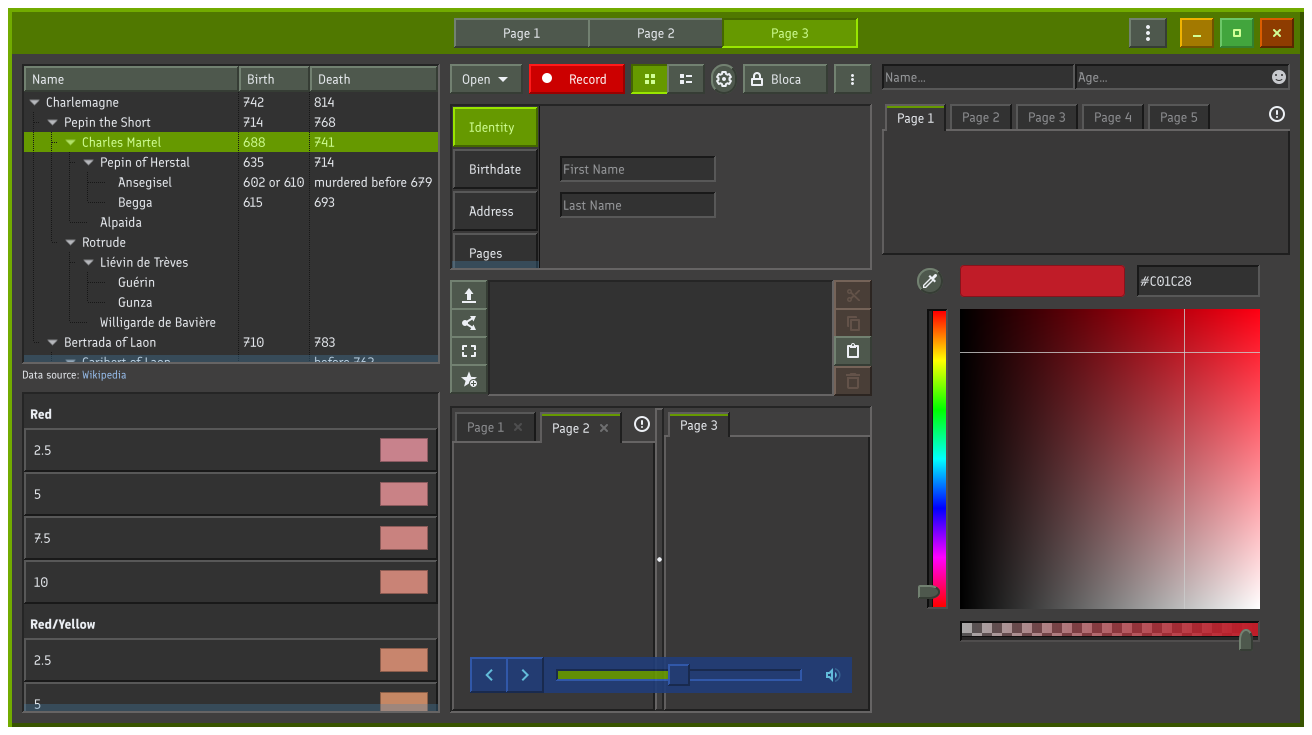 Page 1 Page 2 Page 3
Name Birth Death
Charlemagne 742 814
Pepin the Short 714 768
Charles Martel 688 741
Pepin of Herstal 635 714
Ansegisel 602 or 610 murdered before 679
Begga 615 693
Alpaida
Rotrude
Liévin de Trèves
Guérin
Gunza
Willigarde de Bavière
Bertrada of Laon 710 783
Caribert of Laon before 762
Data source: Wikipedia
Red
2.5
5
7.5
10
Red/Yellow
2.5
5
Open Record Bloca
Identity
Birthdate
Address
Pages
First Name
Last Name
Page 1 Page 2 Page 3
Name... Age...
Page 1 Page 2 Page 3 Page 4 Page 5
#C01C28